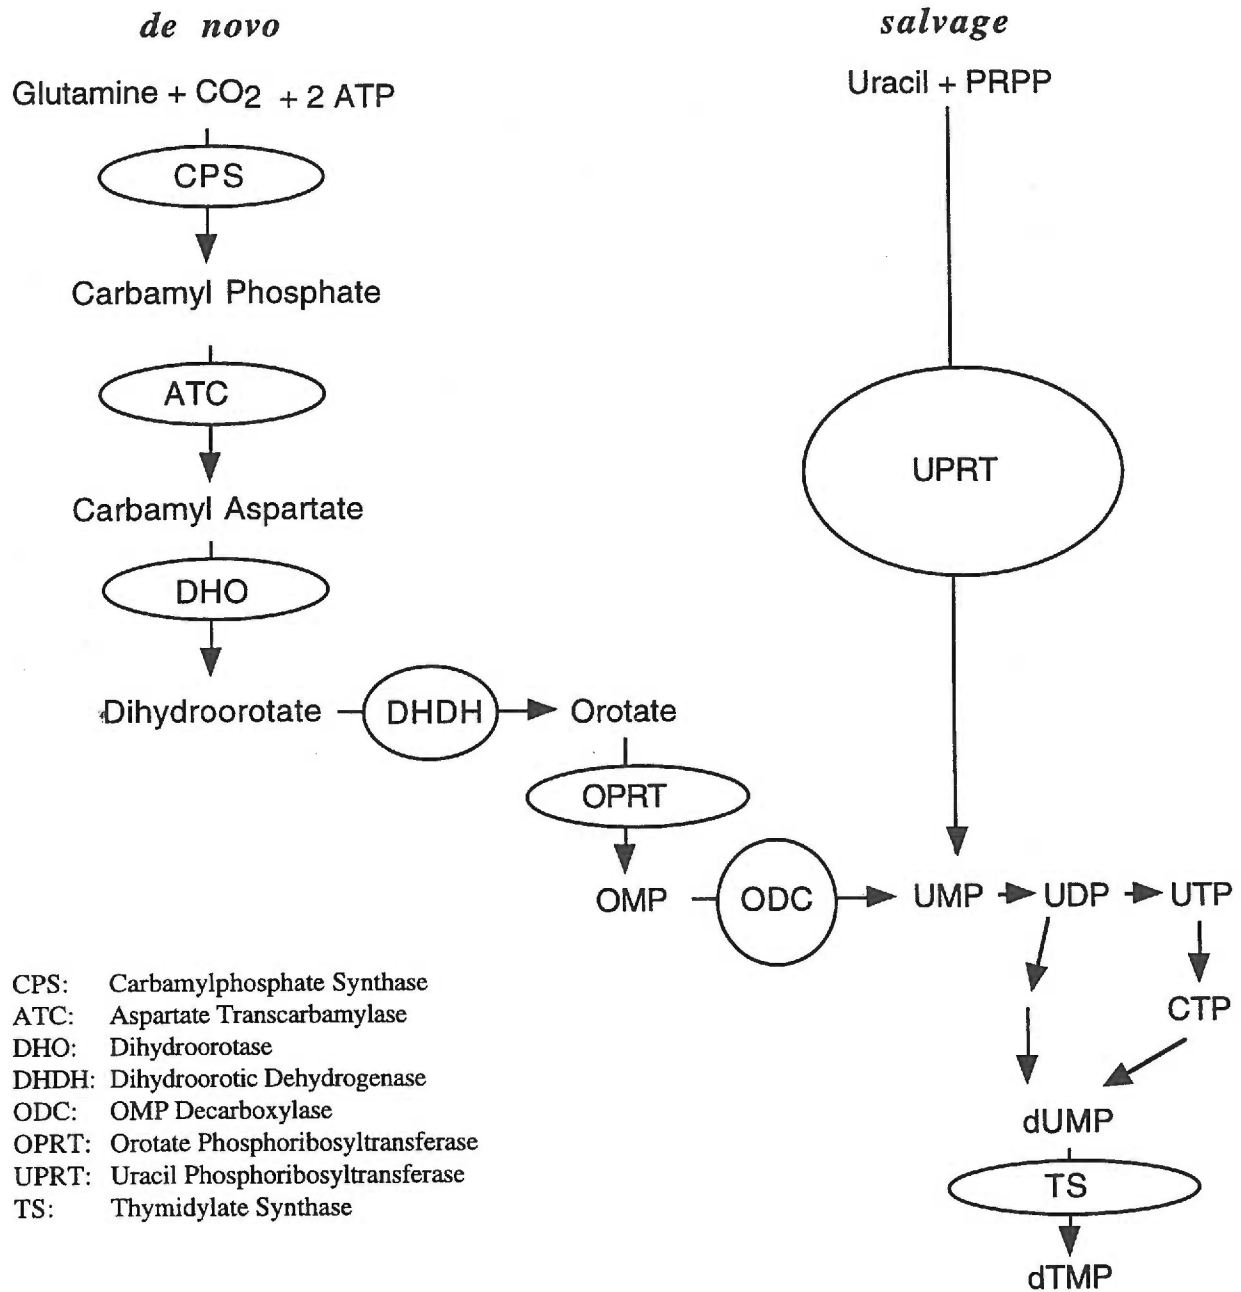 de novo
Glutamine + CO2 + 2 ATP
CPS
Carbamyl Phosphate
ATC
Carbamyl Aspartate
DHO
Dihydroorotate
DHDH
Orotate
OPRT
OMP
ODC
salvage
Uracil + PRPP
UPRT
UMP
UDP
UTP
CTP
dUMP
TS
dTMP
CPS: Carbamylphosphate Synthase
ATC: Aspartate Transcarbamylase
DHO: Dihydroorotase
DHDH: Dihydroorotic Dehydrogenase
ODC: OMP Decarboxylase
OPRT: Orotate Phosphoribosyltransferase
UPRT: Uracil Phosphoribosyltransferase
TS: Thymidylate Synthase